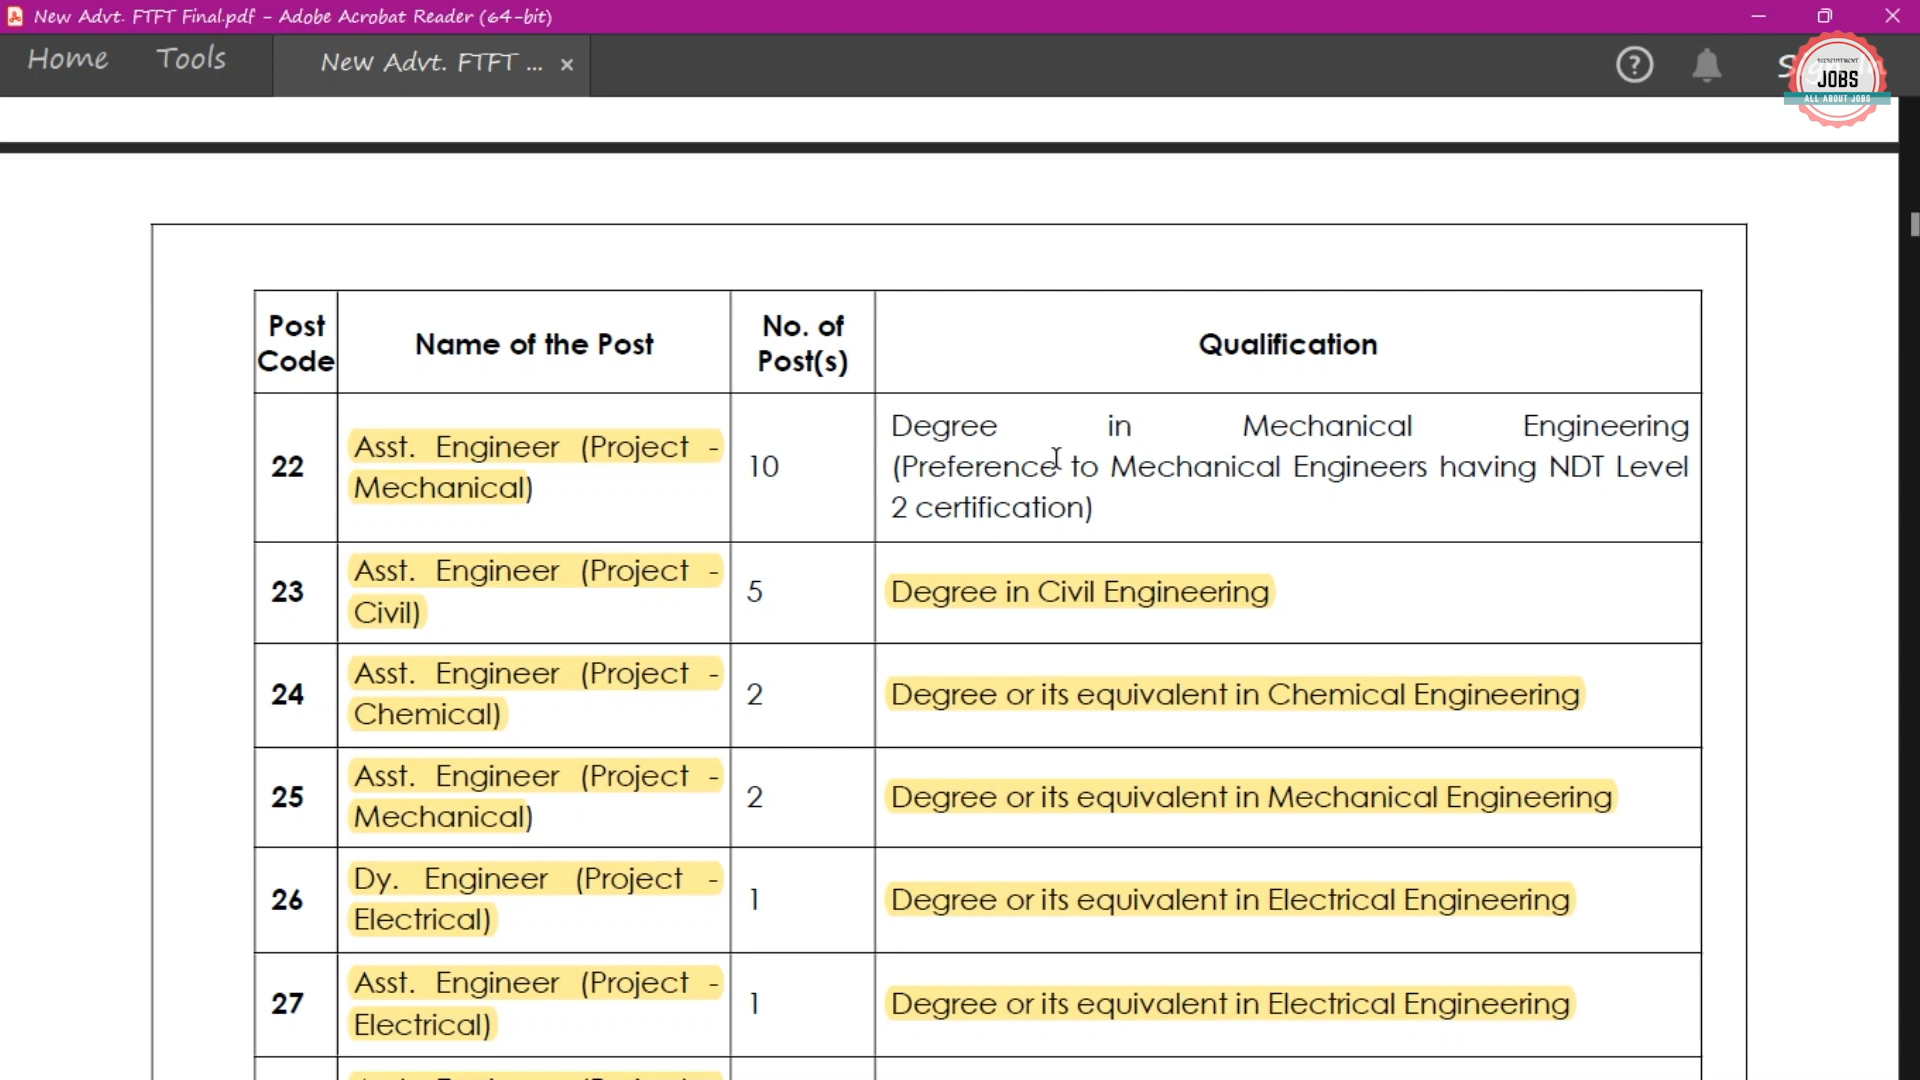 New Advt. FTFT Final.pdf - Adobe Acrobat Reader (64-bit)
Home Tools New Advt. FTFT ...
RECRUITMENT
JOBS
ALL ABOUT JOBS
Post Code Name of the Post No. of Post(s) Qualification
22 Asst. Engineer (Project - Mechanical) 10 Degree in Mechanical Engineering
(Preference to Mechanical Engineers having NDT Level
2 certification)
23 Asst. Engineer (Project - Civil) 5 Degree in Civil Engineering
24 Asst. Engineer (Project - Chemical) 2 Degree or its equivalent in Chemical Engineering
25 Asst. Engineer (Project - Mechanical) 2 Degree or its equivalent in Mechanical Engineering
26 Dy. Engineer (Project - Electrical) 1 Degree or its equivalent in Electrical Engineering
27 Asst. Engineer (Project - Electrical) 1 Degree or its equivalent in Electrical Engineering